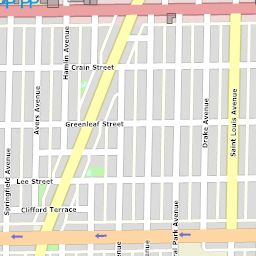 Hamlin Avenue
Crain Street
Avers Avenue
Greenleaf Street
Drake Avenue
Saint Louis Avenue
Springfield Avenue
Lee Street
Clifford Terrace
ral Park Avenue